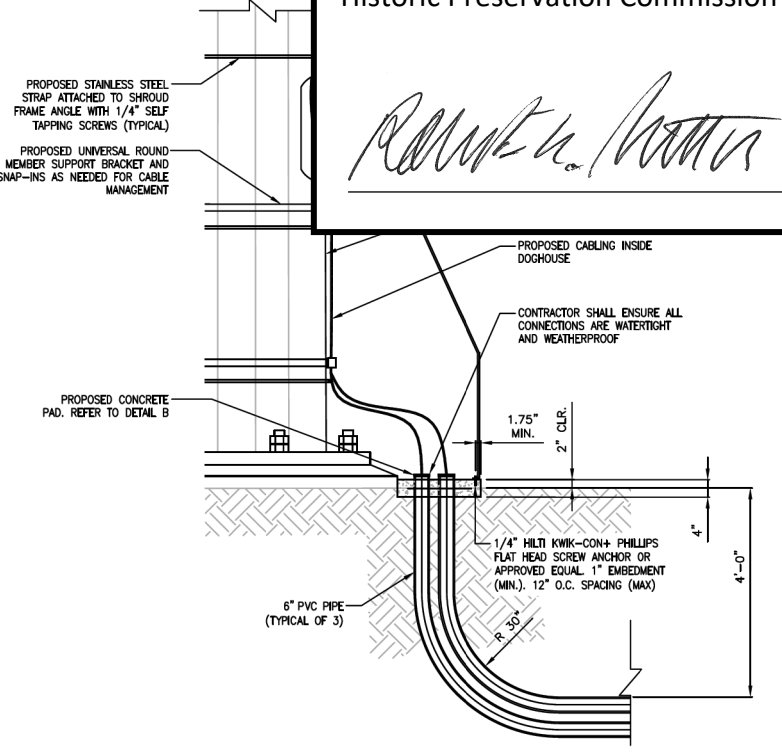 Historic Preservation Commission
PROPOSED STAINLESS STEEL
STRAP ATTACHED TO SHROUD
FRAME ANGLE WITH 1/4" SELF
TAPPING SCREWS (TYPICAL)
PROPOSED UNIVERSAL ROUND
MEMBER SUPPORT BRACKET AND
SNAP-INS AS NEEDED FOR CABLE
MANAGEMENT
PROPOSED CABLING INSIDE
DOGHOUSE
CONTRACTOR SHALL ENSURE ALL
CONNECTIONS ARE WATERTIGHT
AND WEATHERPROOF
PROPOSED CONCRETE
PAD. REFER TO DETAIL B
1.75"
MIN.
2" CLR.
4"
4'-0"
1/4" HILTI KWIK-CON+ PHILLIPS
FLAT HEAD SCREW ANCHOR OR
APPROVED EQUAL. 1" EMBEDMENT
(MIN.). 12" O.C. SPACING (MAX)
6" PVC PIPE
(TYPICAL OF 3)
R 30"